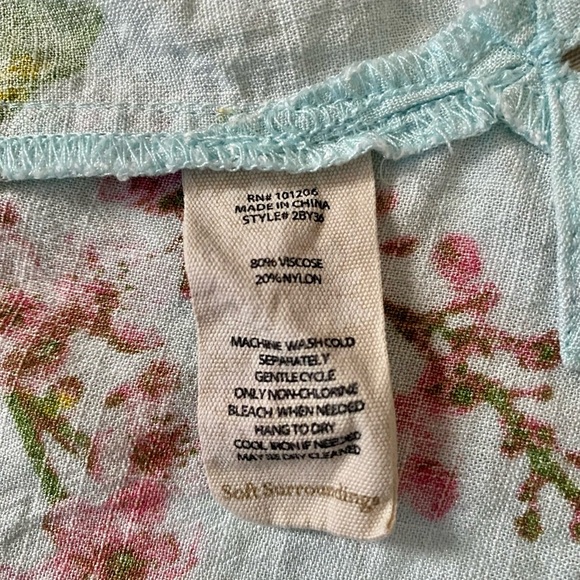 RN# 101206
MADE IN CHINA
STYLE# 2BY36
80% VISCOSE
20% NYLON
MACHINE WASH COLD
SEPARATELY
GENTLE CYCLE
ONLY NON-CHLORINE
BLEACH WHEN NEEDED
HANG TO DRY
COOL IRON IF NEEDED
MAY BE DRY CLEANED
Soft Surroundings®